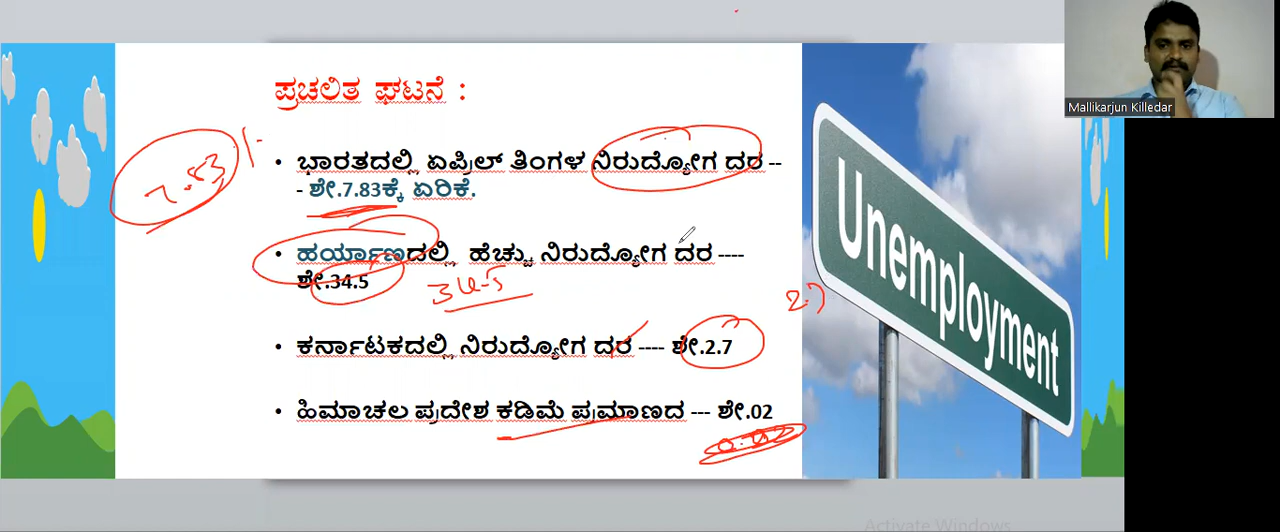 ಪ್ರಚಲಿತ ಘಟನೆ :
Mallikarjun Killedar
7.83 %
• ಭಾರತದಲ್ಲಿ ಏಪ್ರಿಲ್ ತಿಂಗಳ ನಿರುದ್ಯೋಗ ದರ --
- ಶೇ.7.83ಕ್ಕೆ ಏರಿಕೆ.
• ಹರ್ಯಾಣದಲ್ಲಿ ಹೆಚ್ಚು ನಿರುದ್ಯೋಗ ದರ ----
ಶೇ.34.5
34.5
2.7
• ಕರ್ನಾಟಕದಲ್ಲಿ ನಿರುದ್ಯೋಗ ದರ ---- ಶೇ.2.7
• ಹಿಮಾಚಲ ಪ್ರದೇಶ ಕಡಿಮೆ ಪ್ರಮಾಣದ --- ಶೇ.02
Unemployment
Activate Windows